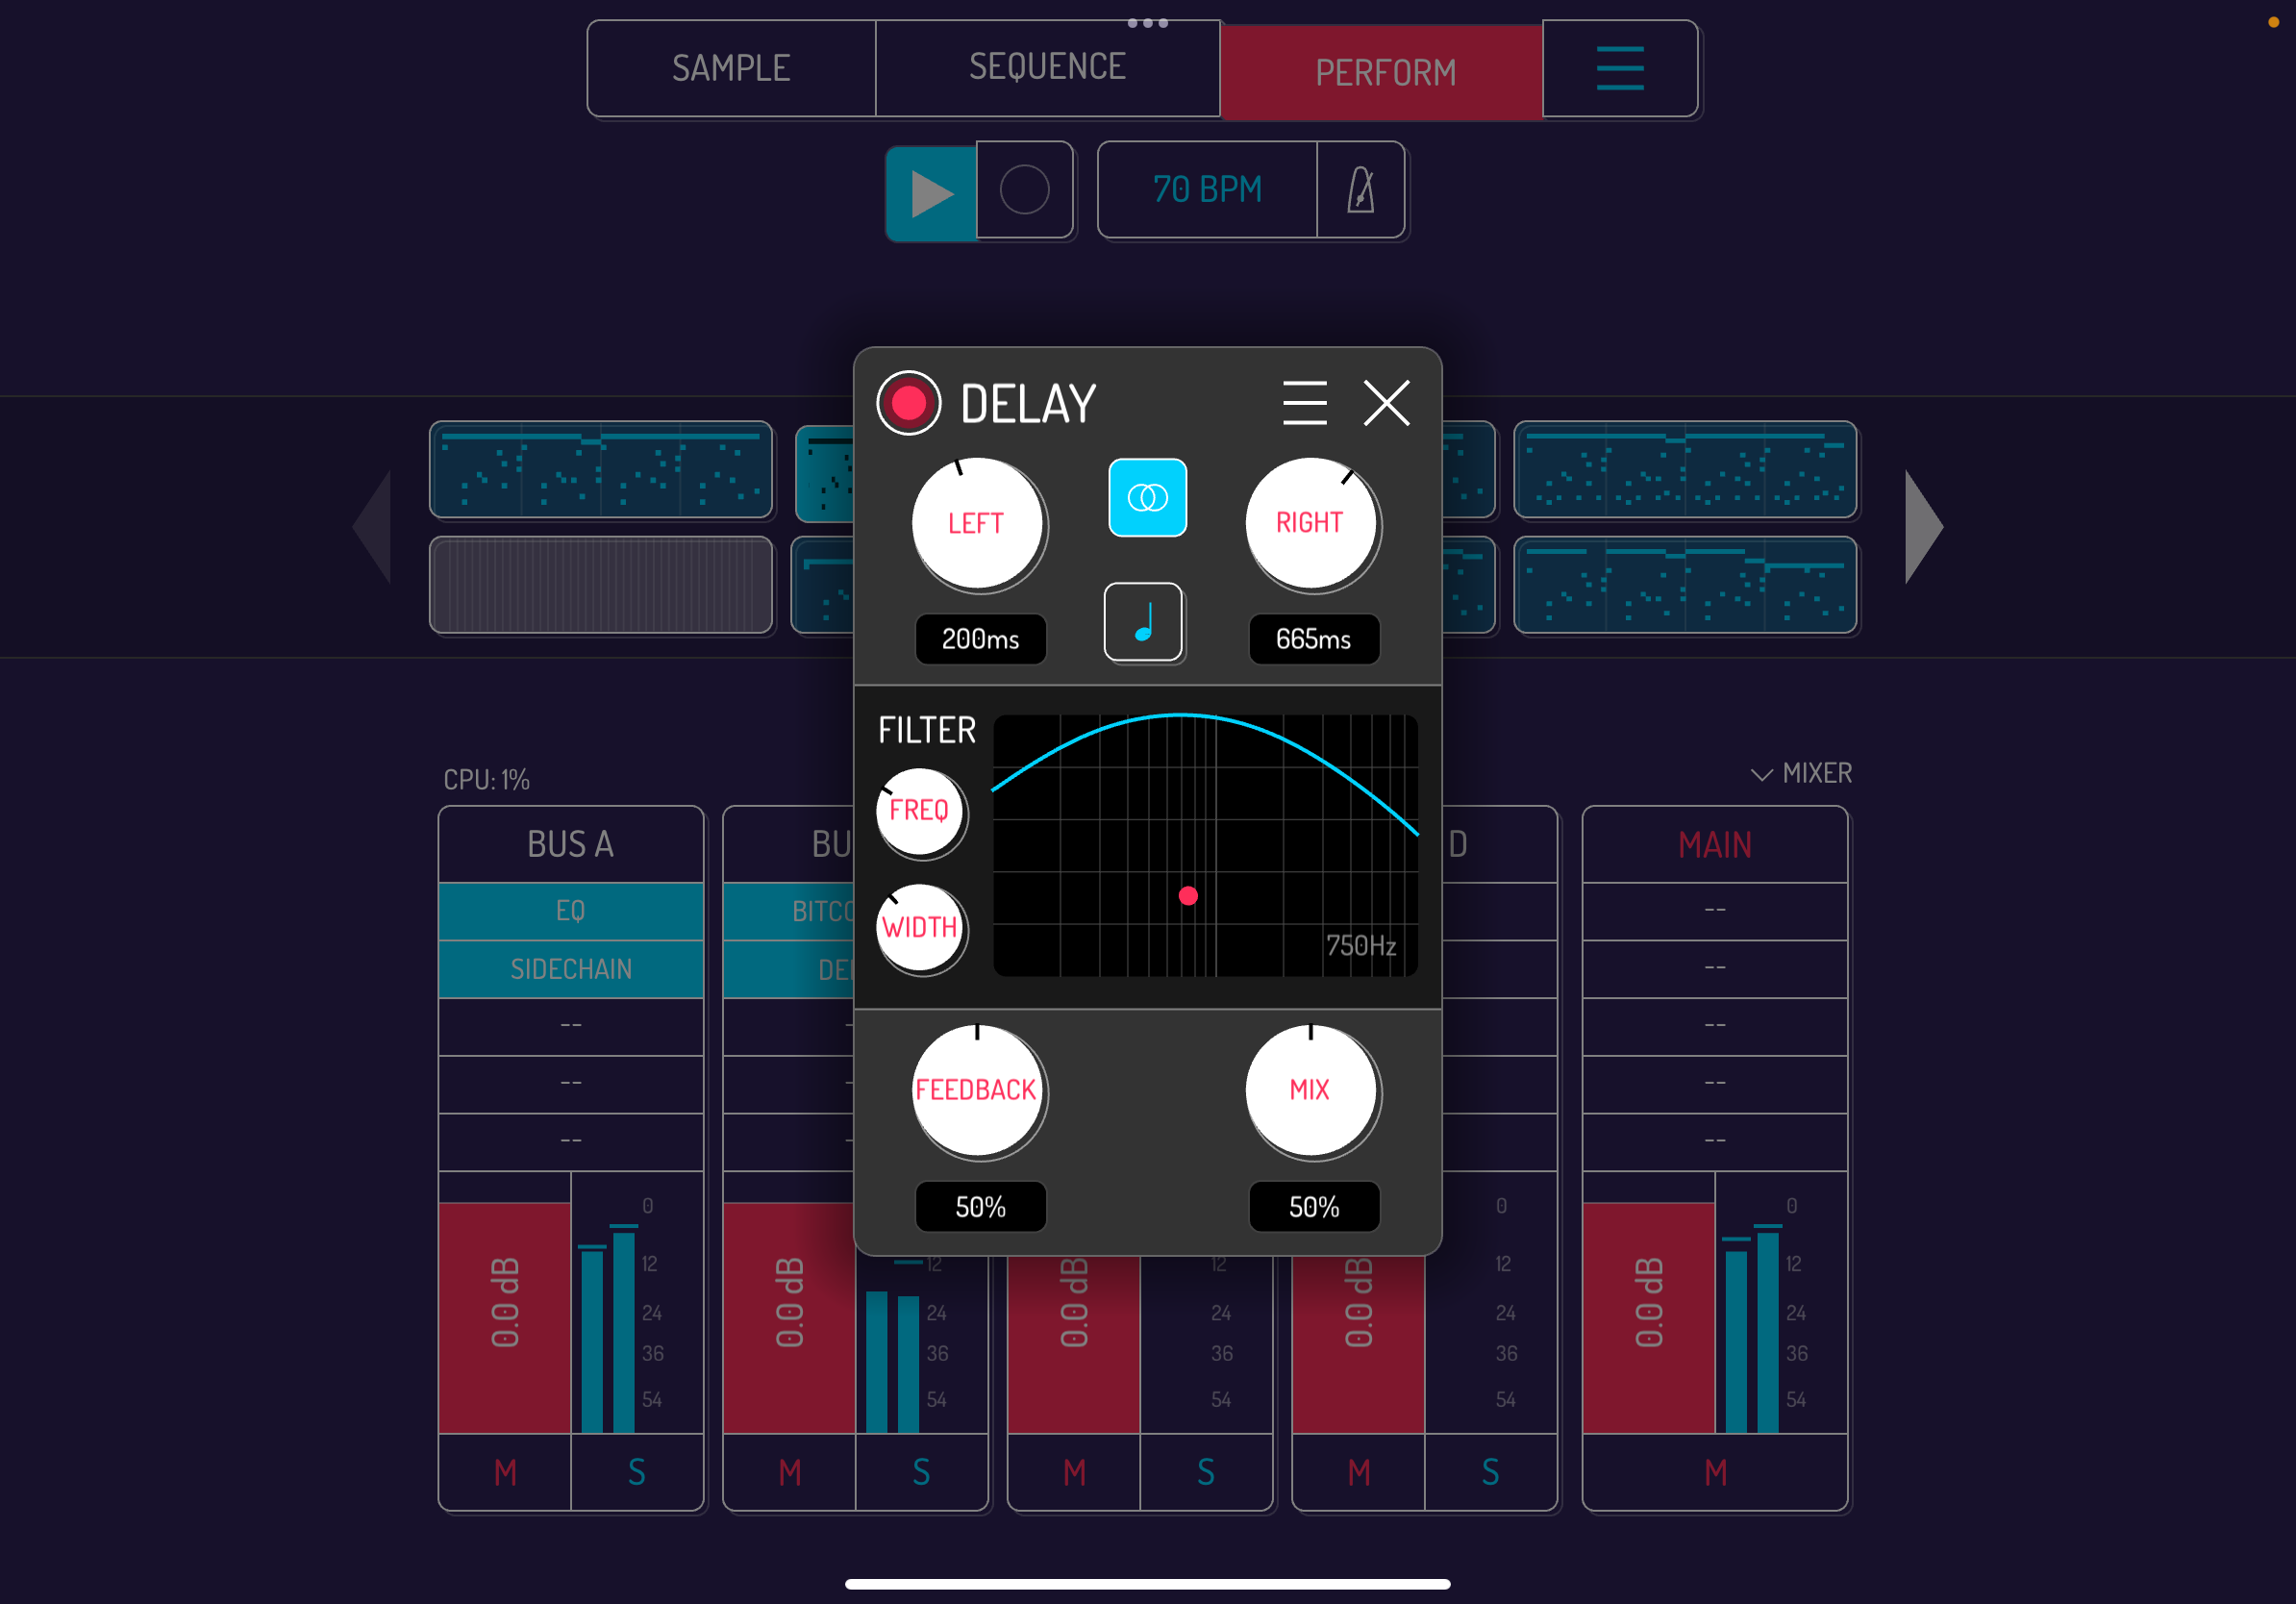 SAMPLE
SEQUENCE
PERFORM
70 BPM
DELAY
LEFT
RIGHT
200ms
665ms
FILTER
FREQ
WIDTH
750Hz
FEEDBACK
MIX
50%
50%
CPU: 1%
MIXER
BUS A
BU
D
MAIN
EQ
BITC
--
SIDECHAIN
DE
--
--
--
--
--
--
--
--
0.0 dB
0
12
24
36
54
0.0 dB
12
24
36
54
0.0 dB
12
24
36
54
0.0 dB
0
12
24
36
54
0.0 dB
0
12
24
36
54
M
S
M
S
M
S
M
S
M